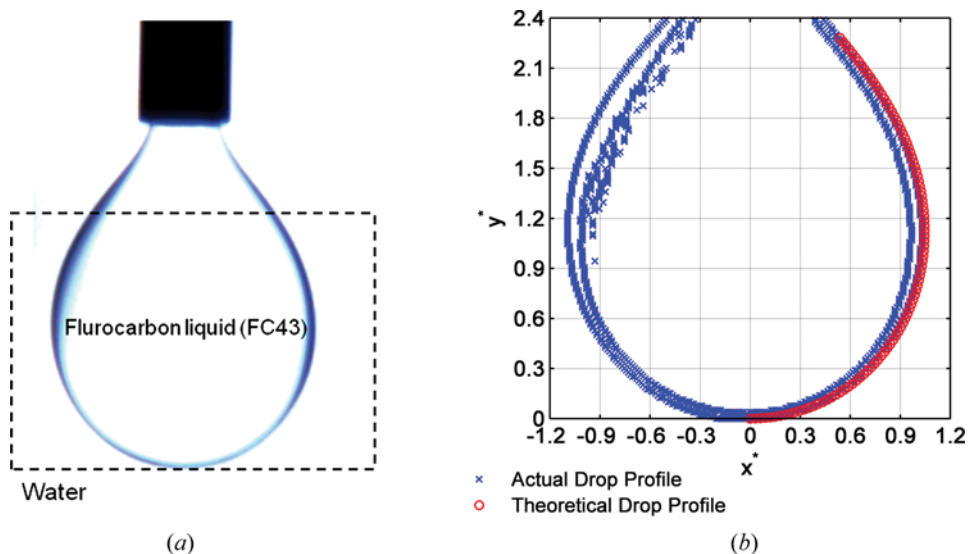 Flurocarbon liquid (FC43)
Water
(a)
(b)
y*
2.4
2.1
1.8
1.5
1.2
0.9
0.6
0.3
0
-1.2 -0.9 -0.6 -0.3 0 0.3 0.6 0.9 1.2
x*
× Actual Drop Profile
○ Theoretical Drop Profile